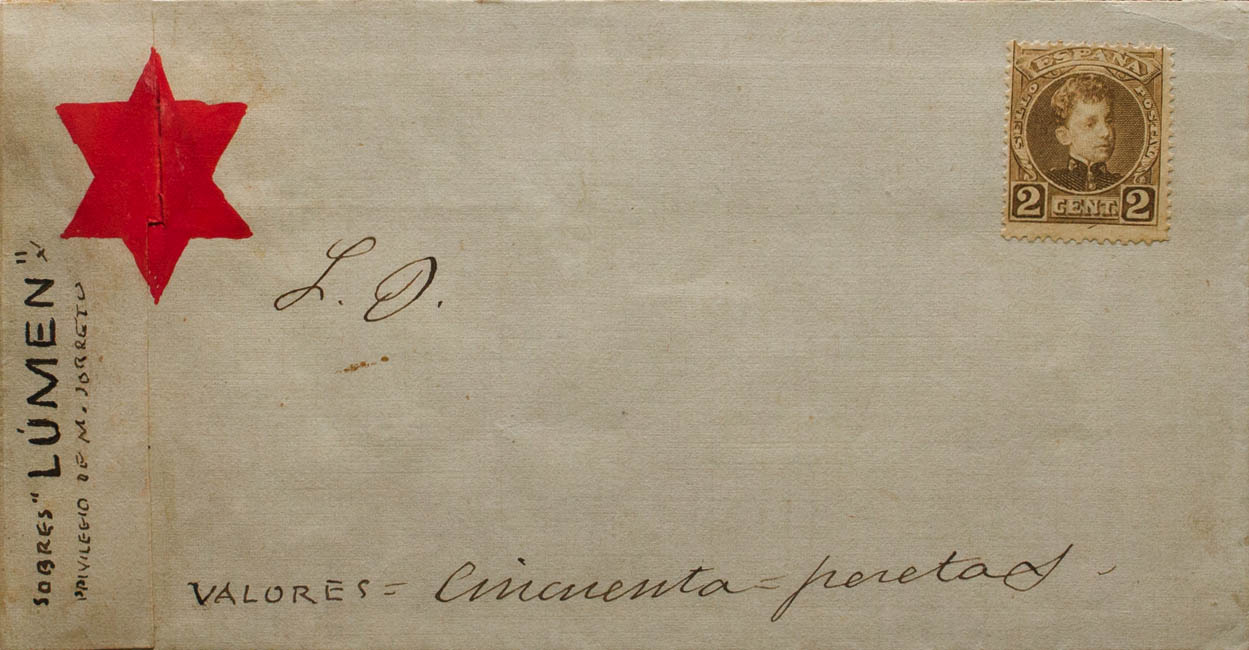 ESPAÑA
SELLO POSTAL
2 CENT. 2
SOBRES "LÚMEN"
PRIVILEGIO DE M. JORRETO
L. D.
VALORES = Cincuenta = pesetas